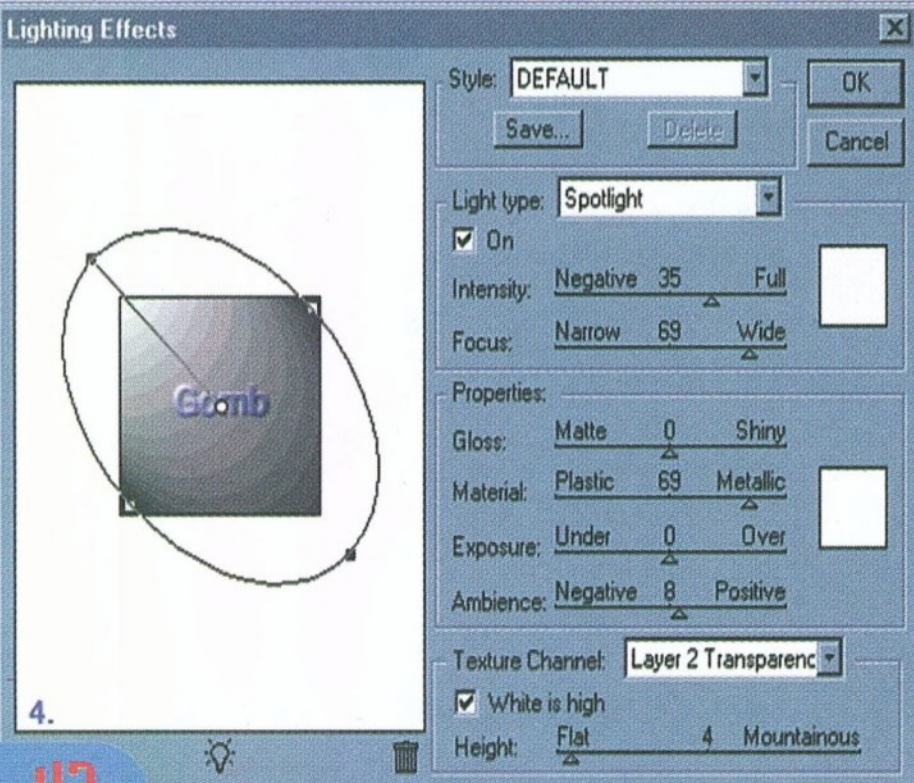 Lighting Effects
Style: DEFAULT
OK
Save...
Delete
Cancel
Light type: Spotlight
On
Intensity: Negative 35 Full
Focus: Narrow 69 Wide
Properties:
Gloss: Matte 0 Shiny
Material: Plastic 69 Metallic
Exposure: Under 0 Over
Ambience: Negative 8 Positive
Texture Channel: Layer 2 Transparenc
White is high
Height: Flat 4 Mountainous
Gomb
4.